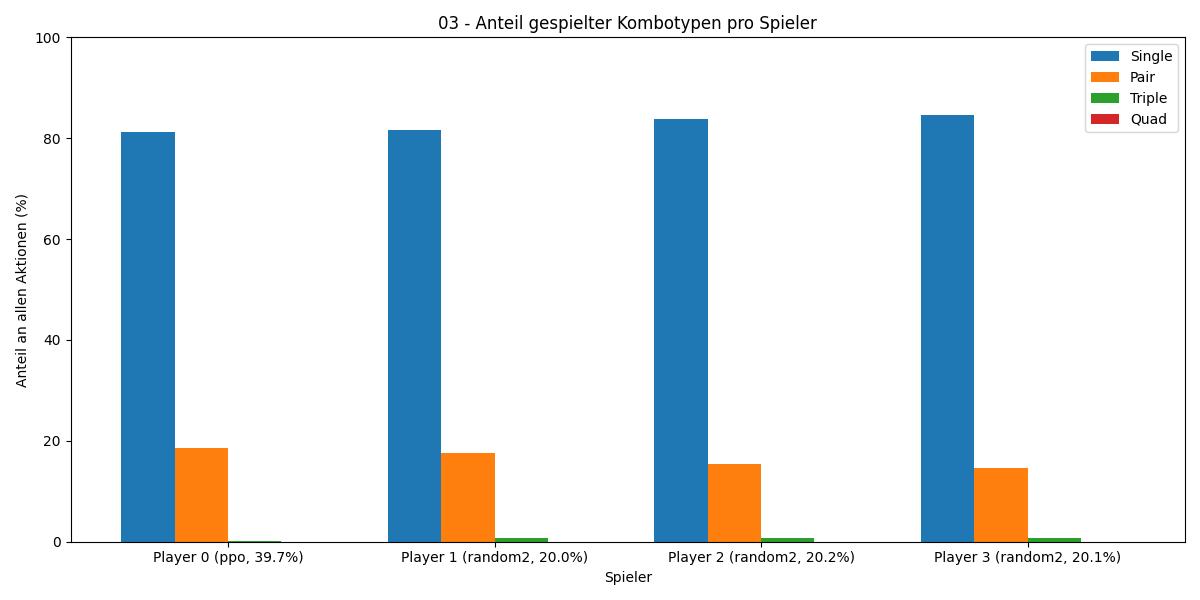 03 - Anteil gespielter Kombotypen pro Spieler
Single
Pair
Triple
Quad
Anteil an allen Aktionen (%)
100
80
60
40
20
0
Player 0 (ppo, 39.7%)
Player 1 (random2, 20.0%)
Player 2 (random2, 20.2%)
Player 3 (random2, 20.1%)
Spieler